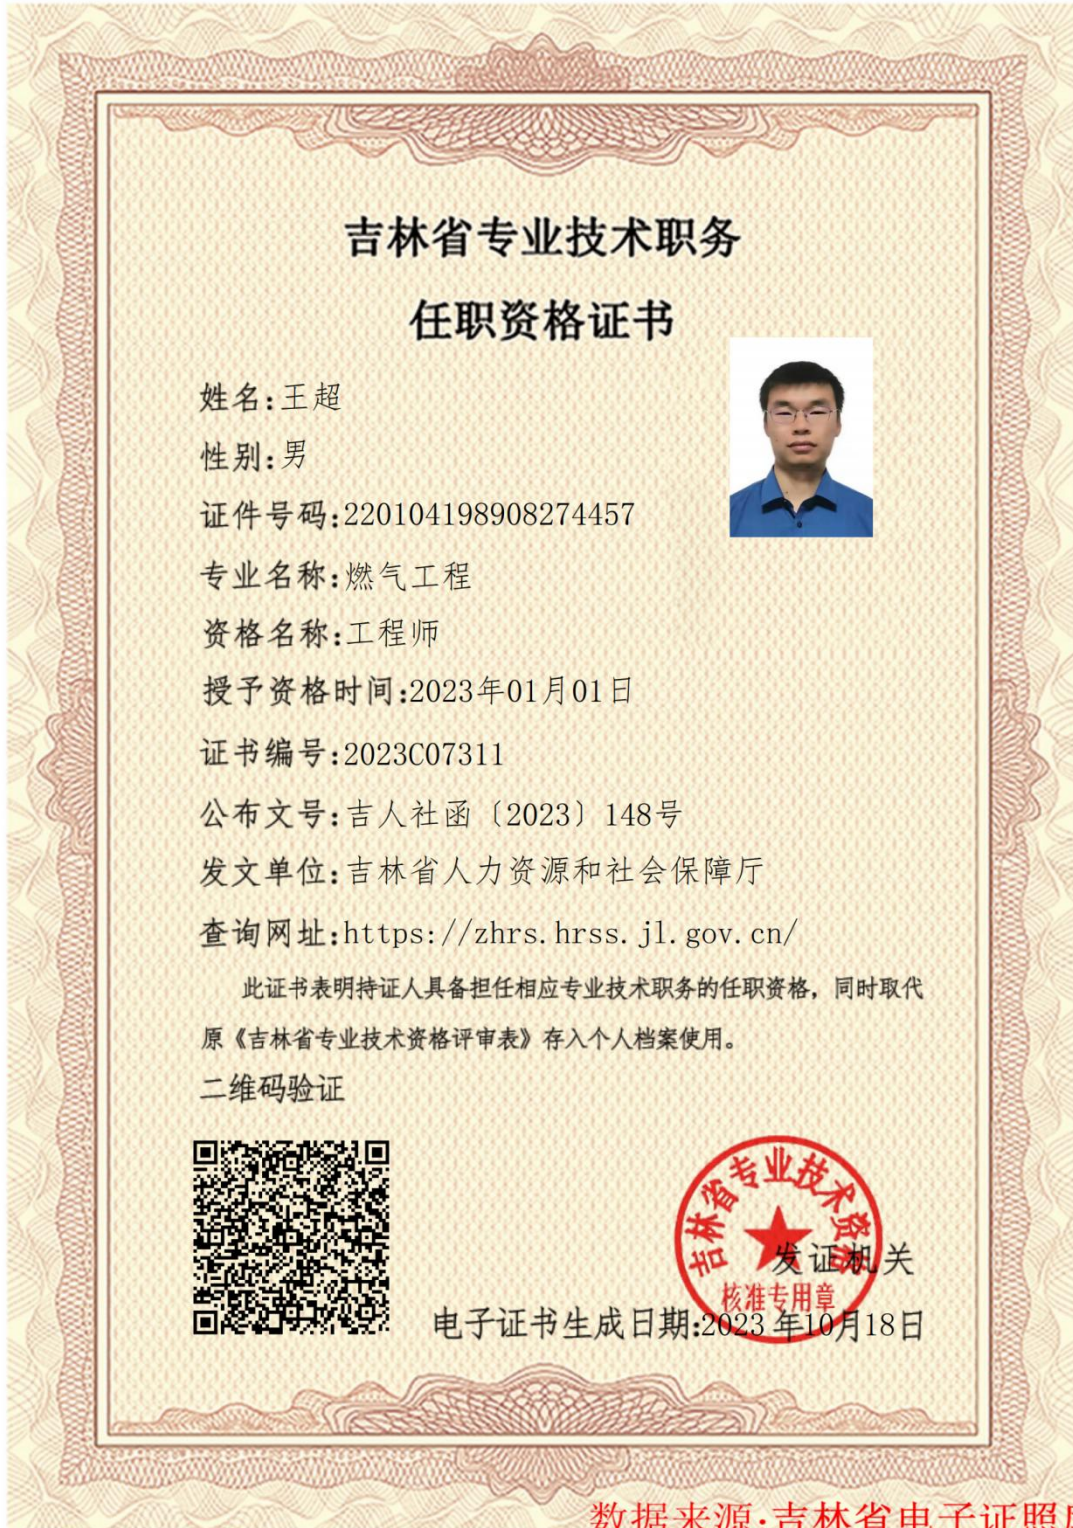 吉林省专业技术职务
任职资格证书
姓名:王超
性别:男
证件号码:220104198908274457
专业名称:燃气工程
资格名称:工程师
授予资格时间:2023年01月01日
证书编号:2023C07311
公布文号:吉人社函〔2023〕148号
发文单位:吉林省人力资源和社会保障厅
查询网址:https://zhrs.hrss.jl.gov.cn/
此证书表明持证人具备担任相应专业技术职务的任职资格，同时取代
原《吉林省专业技术资格评审表》存入个人档案使用。
二维码验证
吉林省专业技术资格
发证机关
核准专用章
电子证书生成日期:2023年10月18日
数据来源:吉林省电子证照